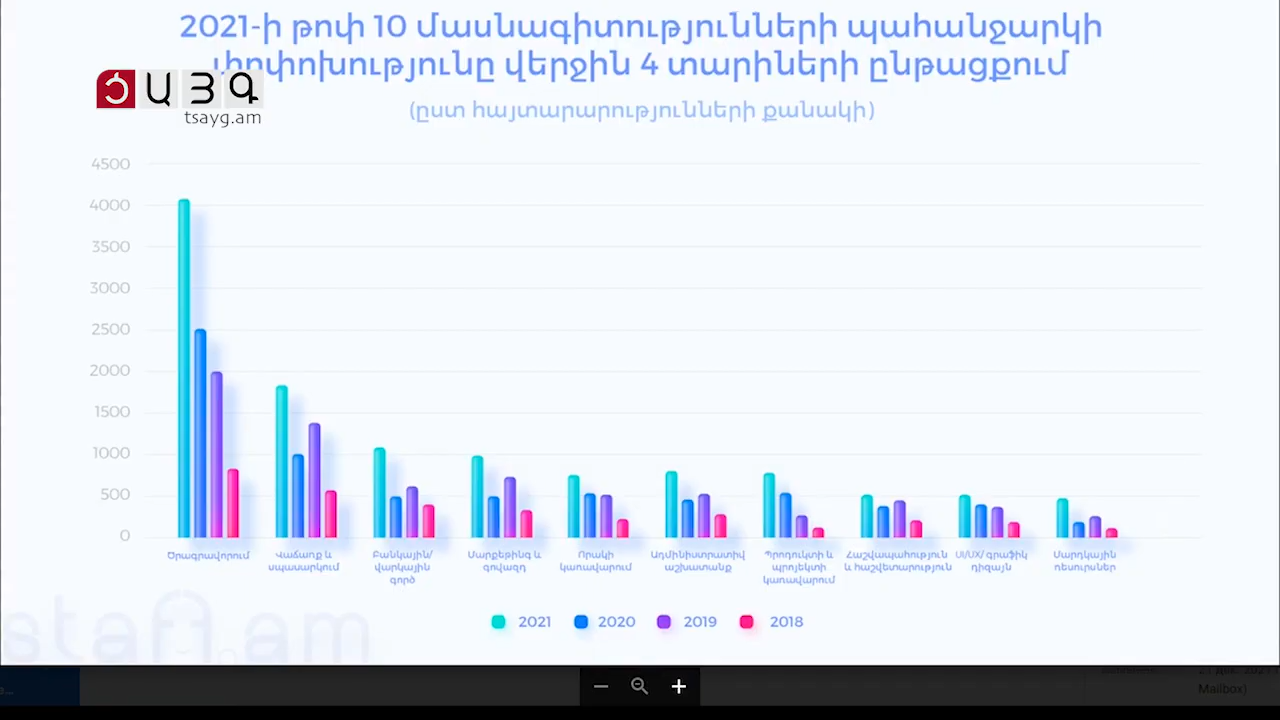 2021-ի թոփ 10 մասնագիտությունների պահանջարկի
փոփոխությունը վերջին 4 տարիների ընթացքում
ՁԱՅԳ
tsayg.am
(ըստ հայտարարությունների քանակի)
4500
4000
3500
3000
2500
2000
1500
1000
500
0
Ծրագրավորում
Վաճառք և
սպասարկում
Բանկային/
վարկային
գործ
Մարքեթինգ և
գովազդ
Որակի
կառավարում
Ադմինիստրատիվ
աշխատանք
Պրոդուկտի և
պրոյեկտի
կառավարում
Հաշվապահություն
և հաշվետարություն
UI/UX/ գրաֆիկ
դիզայն
Մարդկային
ռեսուրսներ
2021
2020
2019
2018
staff.am
Mailbox)